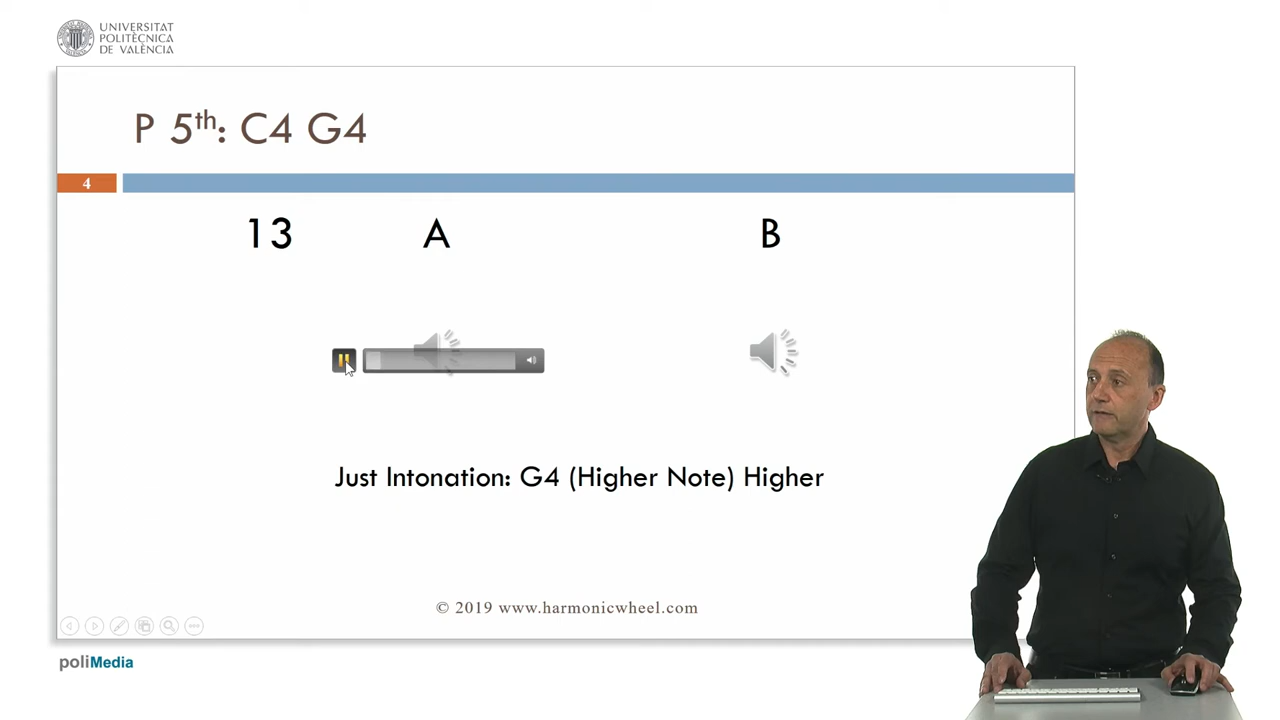 UNIVERSITAT
POLITÈCNICA
DE VALÈNCIA
P 5th: C4 G4
4
13 A B
Just Intonation: G4 (Higher Note) Higher
© 2019 www.harmonicwheel.com
poliMedia